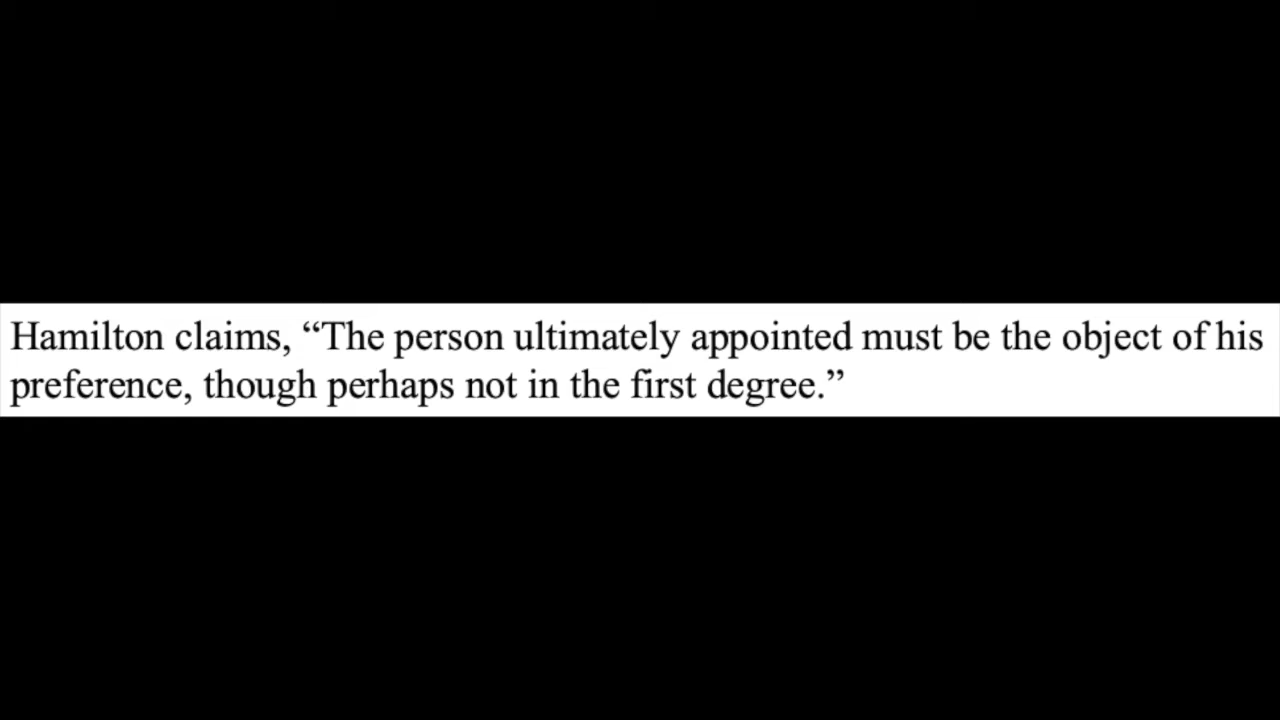 Hamilton claims, “The person ultimately appointed must be the object of his
preference, though perhaps not in the first degree.”